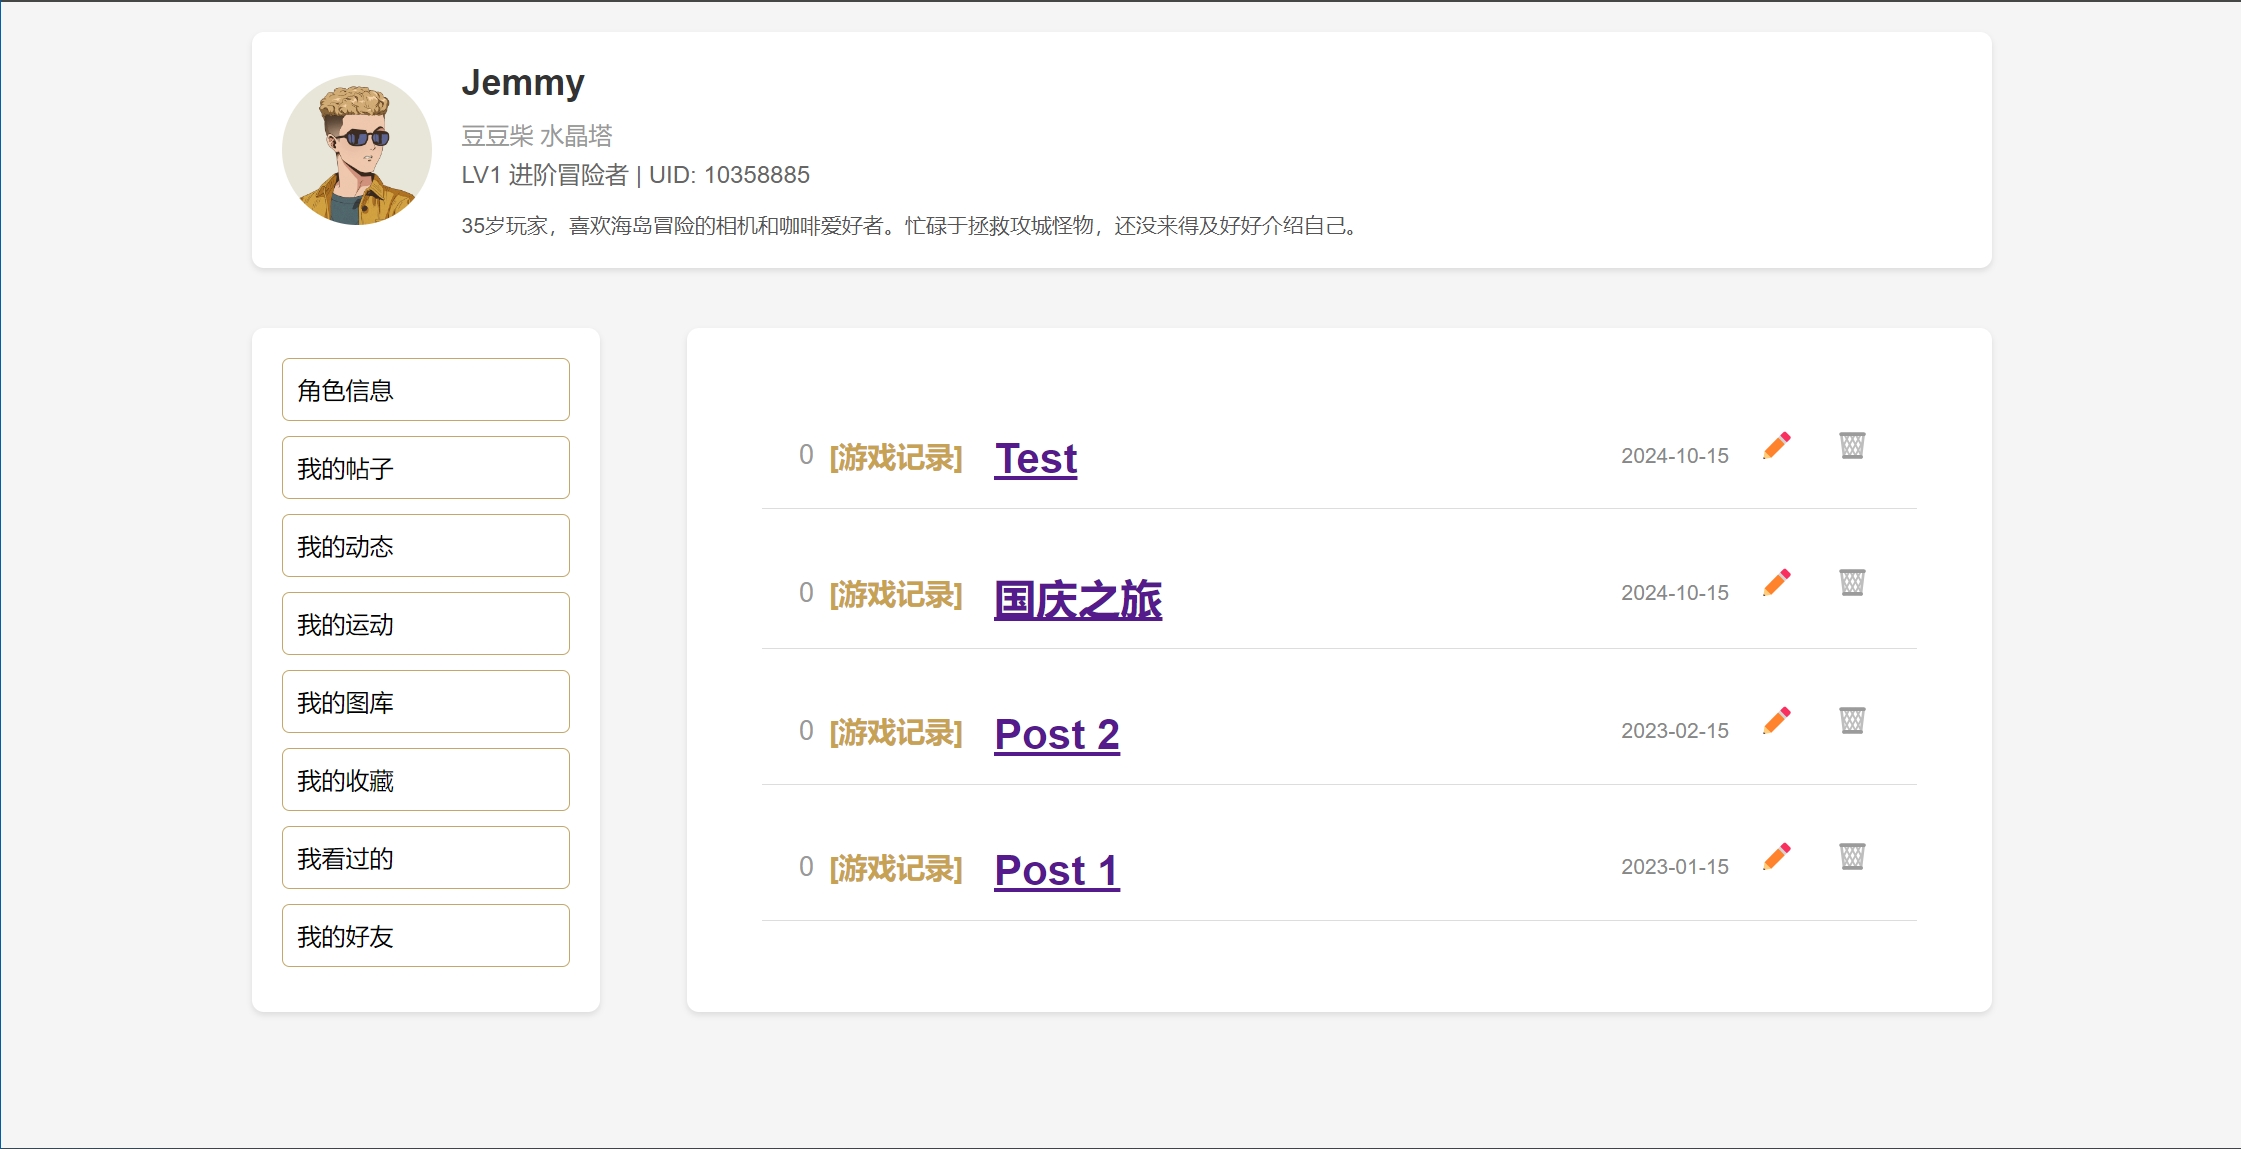 Jemmy
豆豆柴 水晶塔
LV1 进阶冒险者 | UID: 10358885
35岁玩家，喜欢海岛冒险的相机和咖啡爱好者。忙碌于拯救攻城怪物，还没来得及好好介绍自己。
角色信息
我的帖子
我的动态
我的运动
我的图库
我的收藏
我看过的
我的好友
0 [游戏记录] Test 2024-10-15
0 [游戏记录] 国庆之旅 2024-10-15
0 [游戏记录] Post 2 2023-02-15
0 [游戏记录] Post 1 2023-01-15